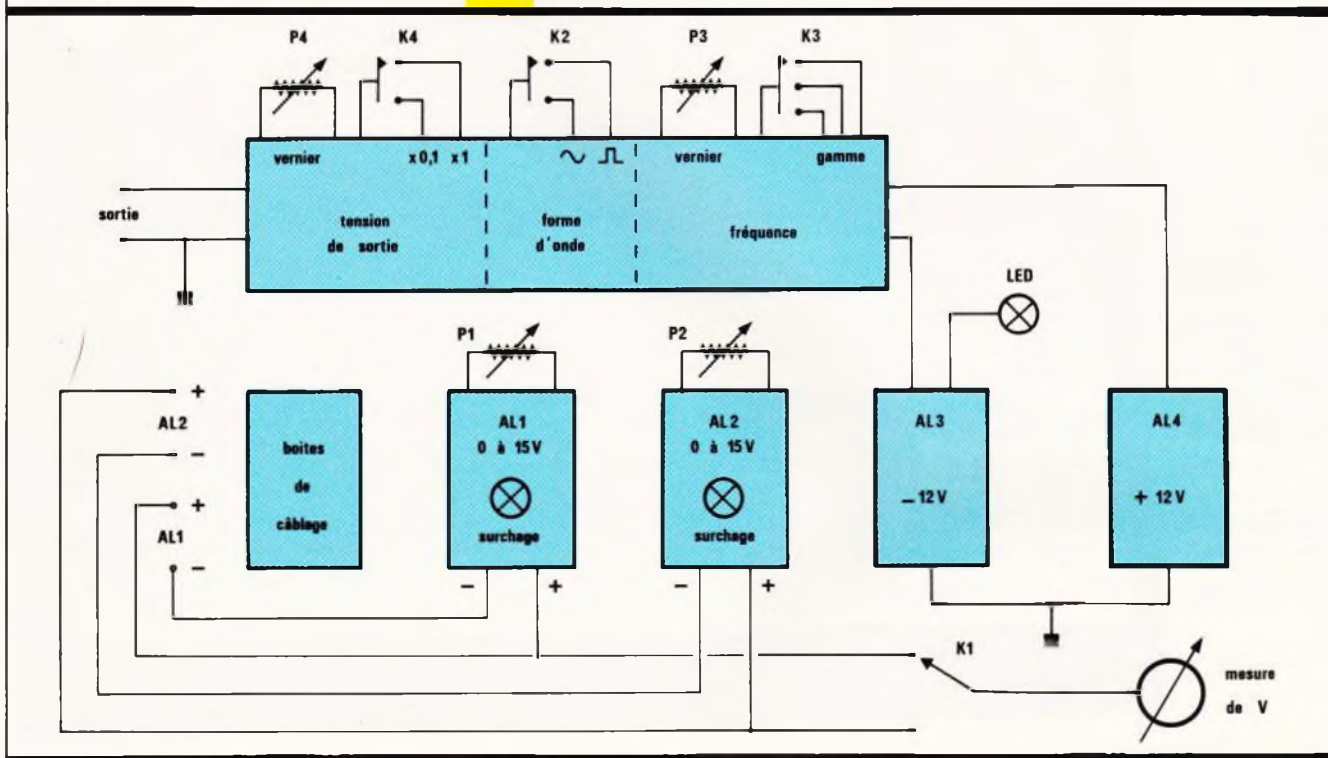 P4
K4
K2
P3
K3
vernier
x 0,1 x 1
vernier
gamme
sortie
tension
de sortie
forme
d'onde
fréquence
LED
P1
P2
+
AL2
−
+
AL1
−
boites
de
câblage
AL1
0 à 15 V
surchage
− +
AL2
0 à 15 V
surchage
− +
AL3
− 12 V
AL4
+ 12 V
K1
mesure
de V